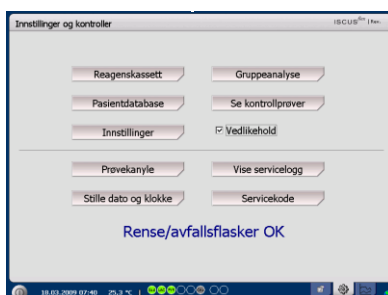 Innstillinger og kontroller
ISCUS flex
Reagenskassett
Gruppeanalyse
Pasientdatabase
Se kontrollprøver
Innstillinger
Vedlikehold
Prøvekanyle
Vise servicelogg
Stille dato og klokke
Servicekode
Rense/avfallsflasker OK
18.03.2009 07:40 25.3 °C